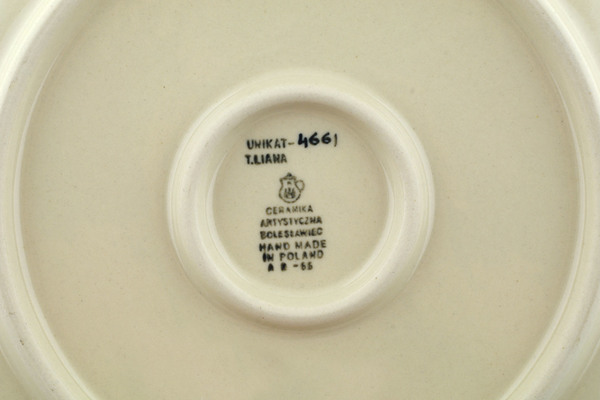 UNIKAT-4661
T.LIANA
CERAMIKA
ARTYSTYCZNA
BOLESŁAWIEC
HAND MADE
IN POLAND
A R -66